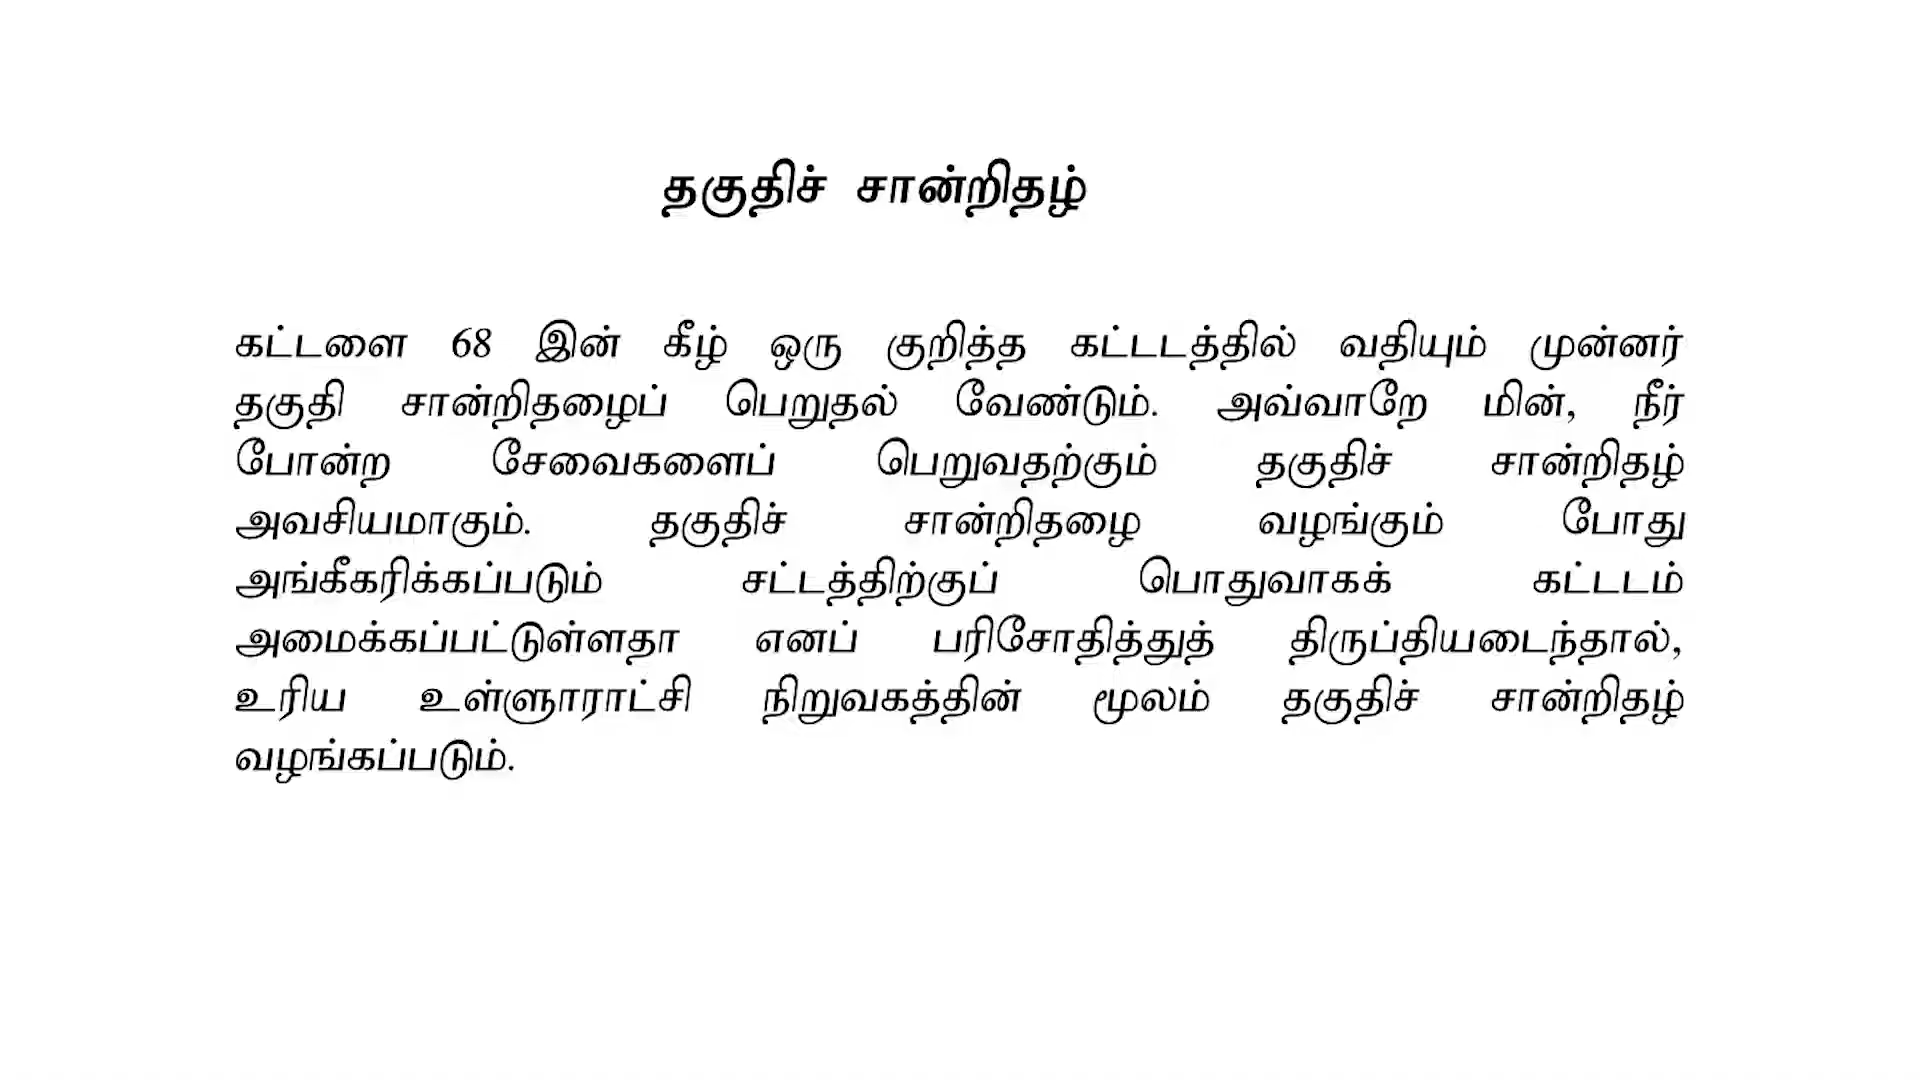 தகுதிச் சான்றிதழ்
கட்டளை 68 இன் கீழ் ஒரு குறித்த கட்டடத்தில் வதியும் முன்னர்
தகுதி சான்றிதழைப் பெறுதல் வேண்டும். அவ்வாறே மின், நீர்
போன்ற சேவைகளைப் பெறுவதற்கும் தகுதிச் சான்றிதழ்
அவசியமாகும். தகுதிச் சான்றிதழை வழங்கும் போது
அங்கீகரிக்கப்படும் சட்டத்திற்குப் பொதுவாகக் கட்டடம்
அமைக்கப்பட்டுள்ளதா எனப் பரிசோதித்துத் திருப்தியடைந்தால்,
உரிய உள்ளூராட்சி நிறுவகத்தின் மூலம் தகுதிச் சான்றிதழ்
வழங்கப்படும்.